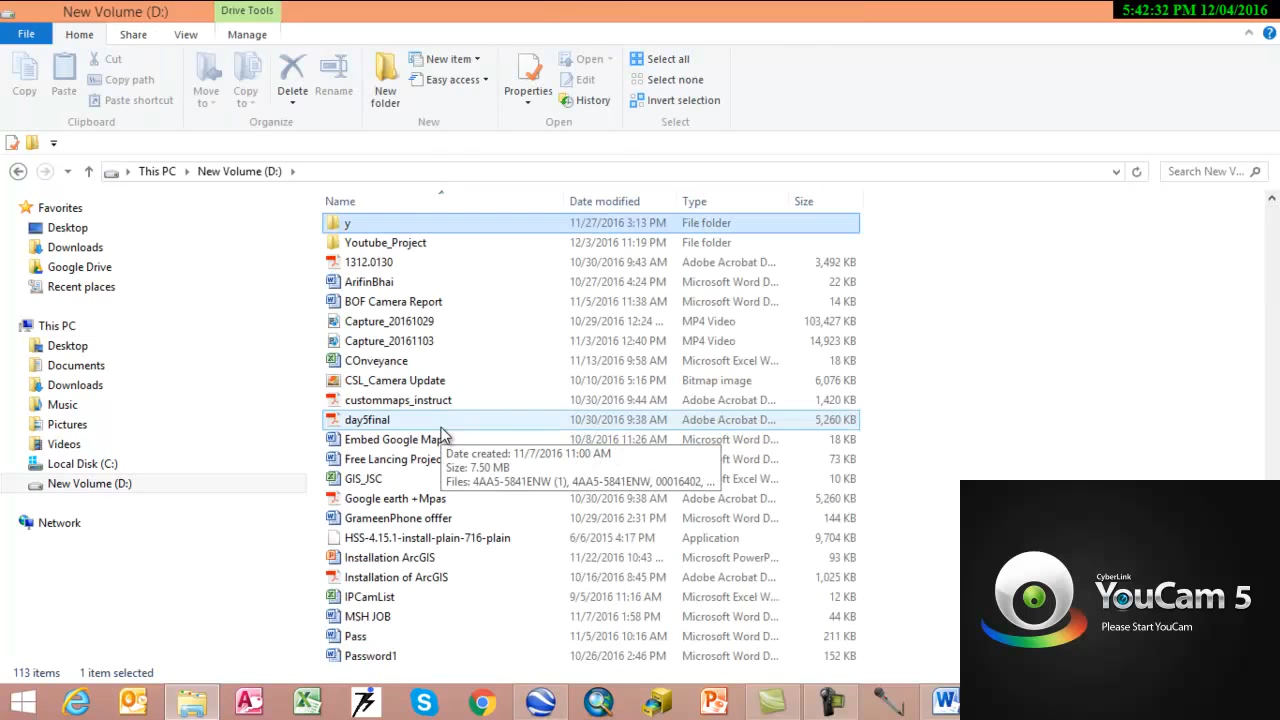 New Volume (D:)
Drive Tools
5:42:32 PM 12/04/2016
File
Home
Share
View
Manage
Copy
Paste
Cut
Copy path
Paste shortcut
Clipboard
Move to
Copy to
Delete
Rename
Organize
New folder
New item
Easy access
New
Properties
Open
Edit
History
Open
Select all
Select none
Invert selection
Select
This PC
New Volume (D:)
Search New V...
Favorites
Desktop
Downloads
Google Drive
Recent places
This PC
Desktop
Documents
Downloads
Music
Pictures
Videos
Local Disk (C:)
New Volume (D:)
Network
Name Date modified Type Size
y 11/27/2016 3:13 PM File folder
Youtube_Project 12/3/2016 11:19 PM File folder
1312.0130 10/30/2016 9:43 AM Adobe Acrobat D... 3,492 KB
ArifinBhai 10/27/2016 4:24 PM Microsoft Word D... 22 KB
BOF Camera Report 11/5/2016 11:38 AM Microsoft Word D... 14 KB
Capture_20161029 10/29/2016 12:24 ... MP4 Video 103,427 KB
Capture_20161103 11/3/2016 12:40 PM MP4 Video 14,923 KB
COnveyance 11/13/2016 9:58 AM Microsoft Excel W... 18 KB
CSL_Camera Update 10/10/2016 5:16 PM Bitmap image 6,076 KB
custommaps_instruct 10/30/2016 9:44 AM Adobe Acrobat D... 1,420 KB
day5final 10/30/2016 9:38 AM Adobe Acrobat D... 5,260 KB
Embed Google Map 10/8/2016 11:26 AM Microsoft Word D... 18 KB
Free Lancing Projec Word D... 73 KB
GIS_JSC Excel W... 10 KB
Date created: 11/7/2016 11:00 AM
Size: 7.50 MB
Files: 4AA5-5841ENW (1), 4AA5-5841ENW, 00016402, ...
Google earth +Mpas 10/30/2016 9:38 AM Adobe Acrobat D... 5,260 KB
GrameenPhone offfer 10/29/2016 2:31 PM Microsoft Word D... 144 KB
HSS-4.15.1-install-plain-716-plain 6/6/2015 4:17 PM Application 9,704 KB
Installation ArcGIS 11/22/2016 10:43 ... Microsoft PowerP... 93 KB
Installation of ArcGIS 10/16/2016 8:45 PM Adobe Acrobat D... 1,025 KB
IPCamList 9/5/2016 11:16 AM Microsoft Excel W... 12 KB
MSH JOB 11/7/2016 1:58 PM Microsoft Word D... 44 KB
Pass 11/5/2016 10:16 AM Microsoft Word D... 211 KB
Password1 10/26/2016 2:46 PM Microsoft Word D... 152 KB
113 items 1 item selected
CyberLink
YouCam 5
Please Start YouCam